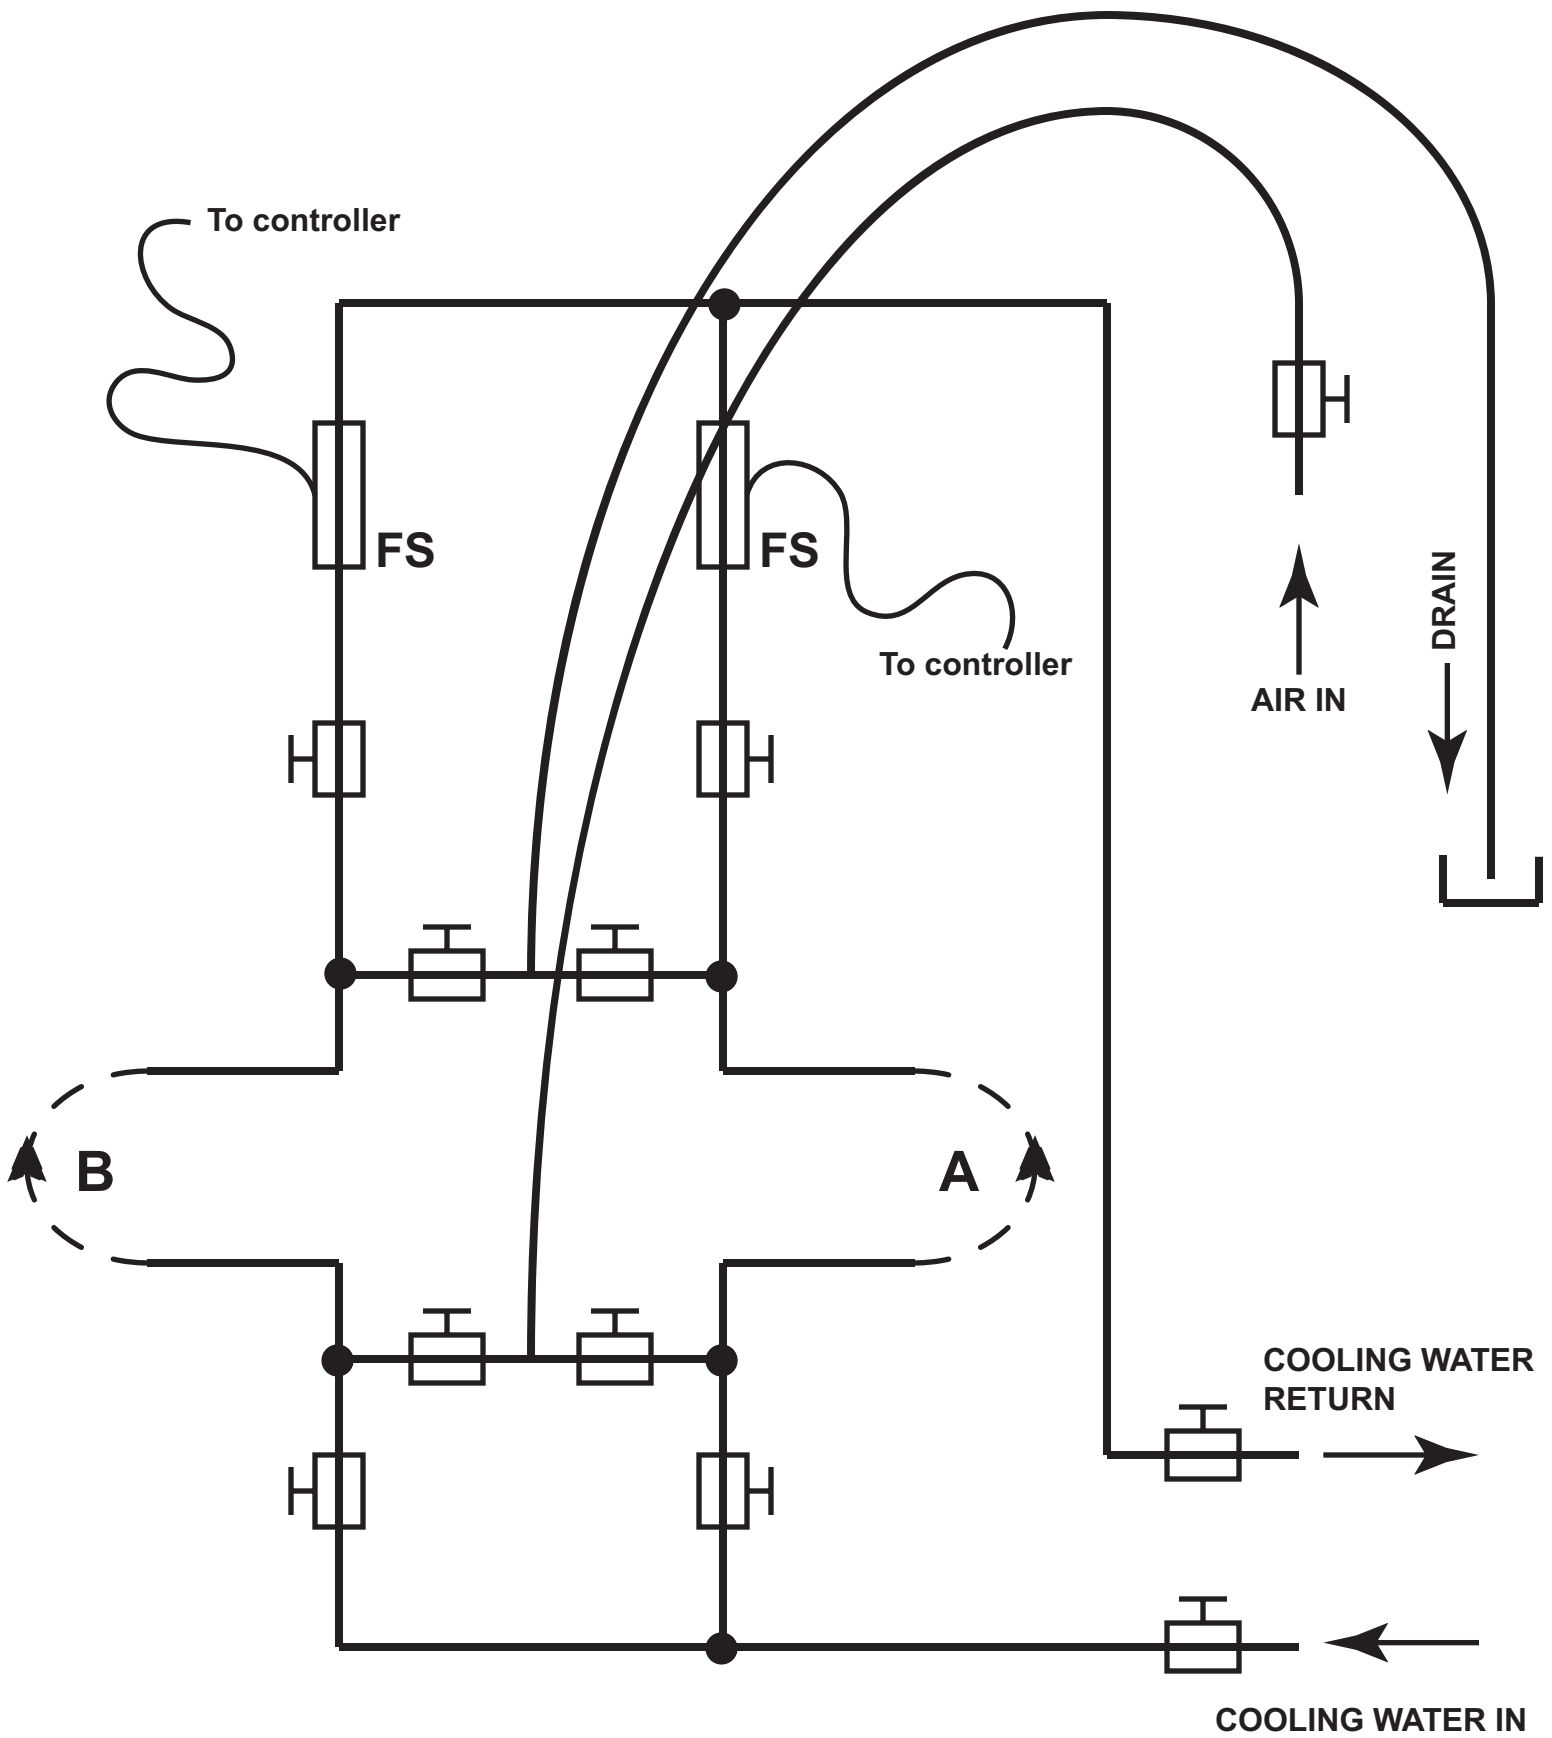 To controller
FS
FS
To controller
AIR IN
DRAIN
B
A
COOLING WATER
RETURN
COOLING WATER IN